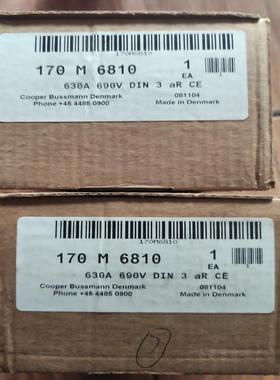 170M6810
170 M 6810 1
EA
630A 690V DIN 3 aR CE
Cooper Bussmann Denmark 081104
Phone +45 4485 0900 Made in Denmark
170M6810
170 M 6810 1
EA
630A 690V DIN 3 aR CE
Cooper Bussmann Denmark 081104
Phone +45 4485 0900 Made in Denmark